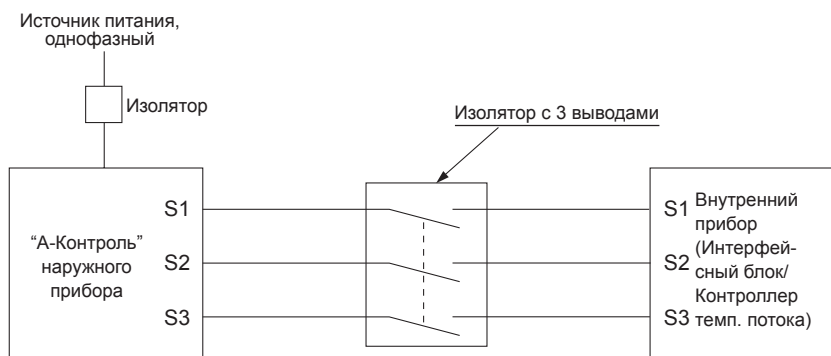 Источник питания,
однофазный
Изолятор
Изолятор с 3 выводами
“А-Контроль”
наружного
прибора
S1
S2
S3
S1
S2
S3
Внутренний
прибор
(Интерфей-
сный блок/
Контроллер
темп. потока)